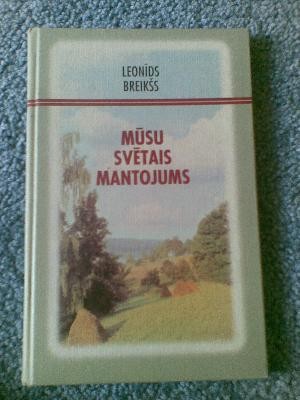 LEONĪDS
BREIKŠS
MŪSU
SVĒTAIS
MANTOJUMS